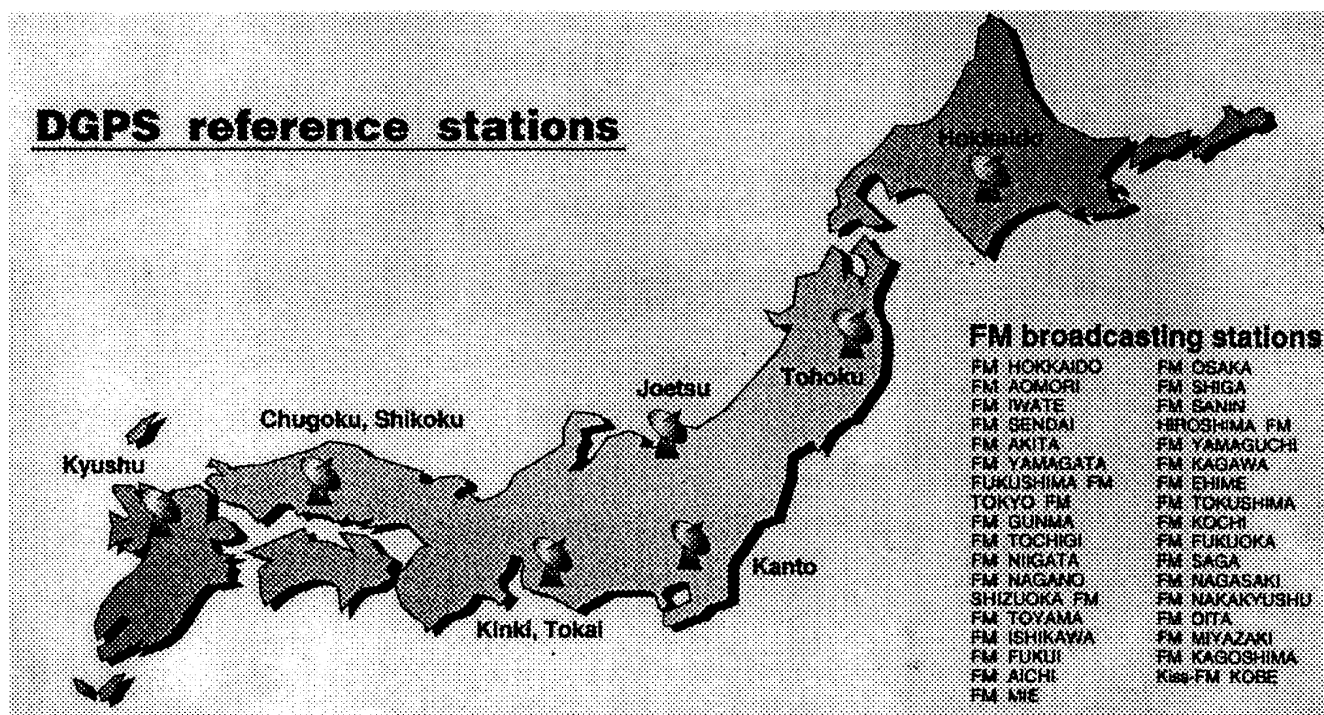 DGPS reference stations
Hokkaido
Tohoku
Joetsu
Chugoku, Shikoku
Kyushu
Kanto
Kinki, Tokai
FM broadcasting stations
FM HOKKAIDO
FM AOMORI
FM IWATE
FM SENDAI
FM AKITA
FM YAMAGATA
FUKUSHIMA FM
TOKYO FM
FM GUNMA
FM TOCHIGI
FM NIIGATA
FM NAGANO
SHIZUOKA FM
FM TOYAMA
FM ISHIKAWA
FM FUKUI
FM AICHI
FM MIE
FM OSAKA
FM SHIGA
FM SANIN
HIROSHIMA FM
FM YAMAGUCHI
FM KAGAWA
FM EHIME
FM TOKUSHIMA
FM KOCHI
FM FUKUOKA
FM SAGA
FM NAGASAKI
FM NAKAKYUSHU
FM OITA
FM MIYAZAKI
FM KAGOSHIMA
Kiss-FM KOBE